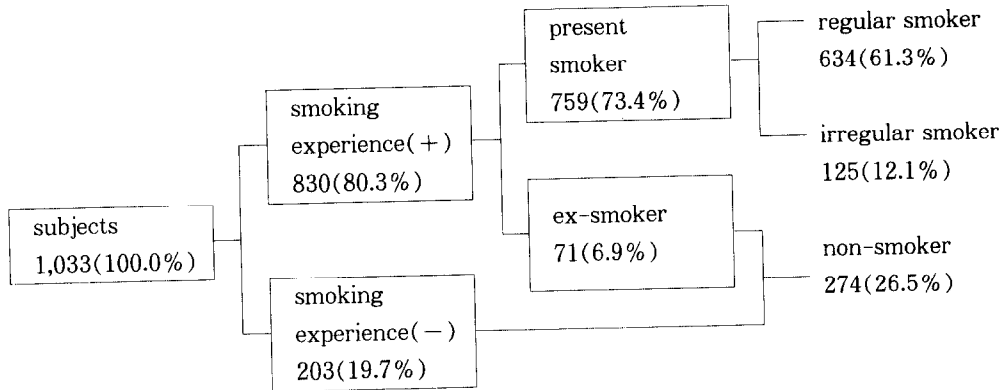 subjects
1,033(100.0%)
smoking
experience(+)
830(80.3%)
smoking
experience(-)
203(19.7%)
present
smoker
759(73.4%)
ex-smoker
71(6.9%)
regular smoker
634(61.3%)
irregular smoker
125(12.1%)
non-smoker
274(26.5%)